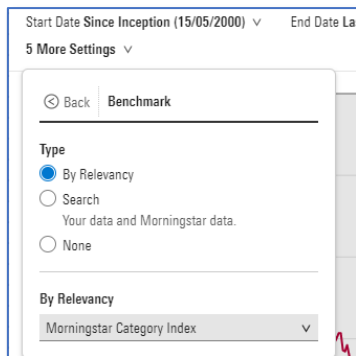 Start Date Since Inception (15/05/2000) End Date La
5 More Settings
Back Benchmark
Type
By Relevancy
Search
Your data and Morningstar data.
None
By Relevancy
Morningstar Category Index